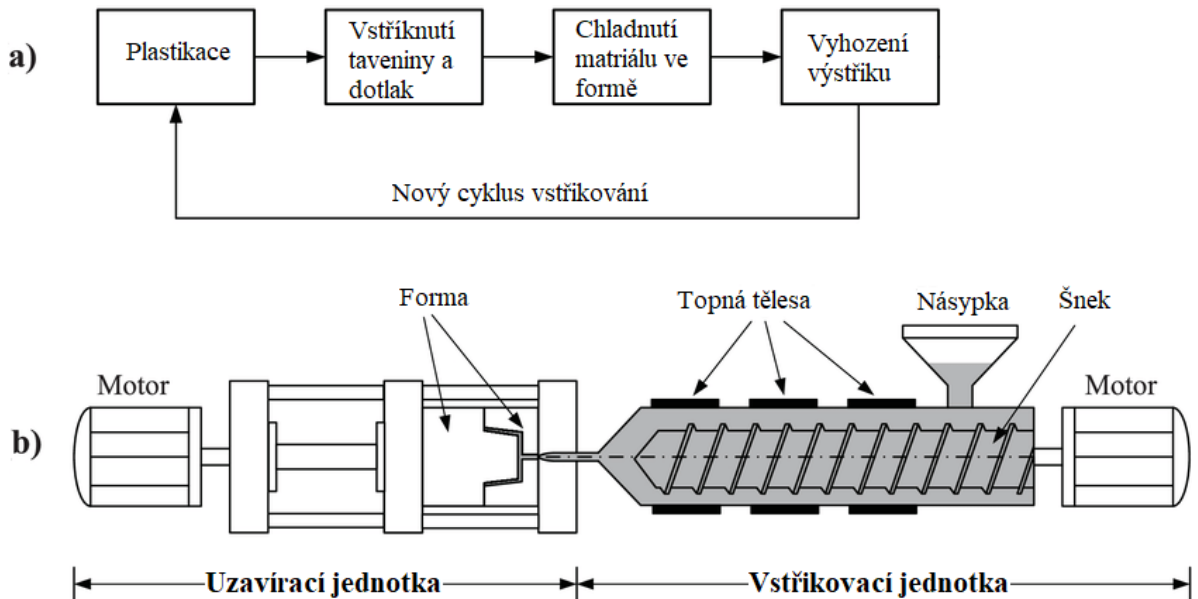 a)
Plastikace
Vstříknutí
taveniny a
dotlak
Chladnutí
matriálu ve
formě
Vyhození
výstřiku
Nový cyklus vstřikování
b)
Motor
Forma
Topná tělesa
Násypka
Šnek
Motor
Uzavírací jednotka
Vstřikovací jednotka